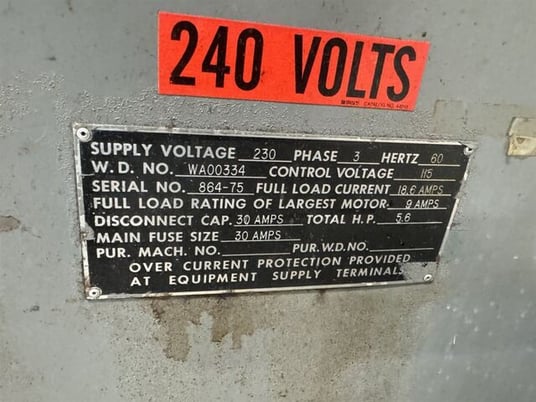 240 VOLTS
SUPPLY VOLTAGE 230 PHASE 3 HERTZ 60
W.D. NO. WA00334 CONTROL VOLTAGE 115
SERIAL NO. 864-75 FULL LOAD CURRENT 18.6 AMPS
FULL LOAD RATING OF LARGEST MOTOR 9 AMPS
DISCONNECT CAP. 30 AMPS TOTAL H.P. 5.6
MAIN FUSE SIZE 30 AMPS
PUR. MACH. NO. PUR.W.D.NO.
OVER CURRENT PROTECTION PROVIDED
AT EQUIPMENT SUPPLY TERMINALS